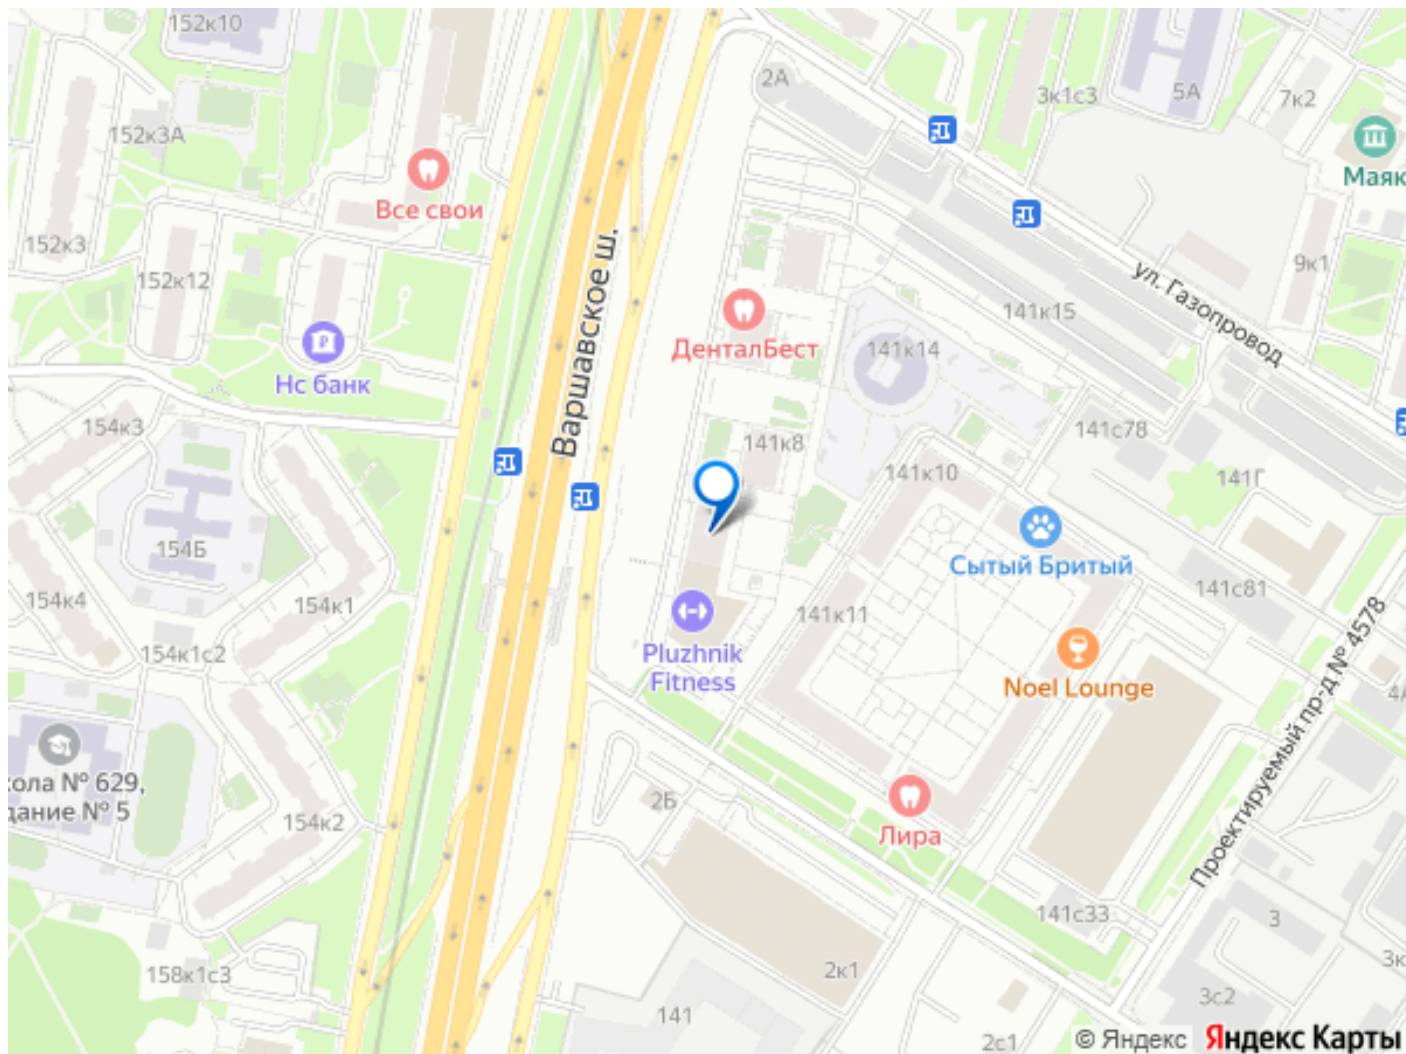 152к10
2А
3к1с3
5А
7к2
152к3А
Маяк
Все свои
152к3
Варшавское ш.
ул. Газопровод
9к1
152к12
141к15
ДенталБест
141к14
Нс банк
154к3
141к8
141с78
141к10
141Г
154Б
Сытый Бритый
154к4
154к1
141к11
141с81
Pluzhnik
Fitness
154к1с2
Noel Lounge
Проектируемый пр-д № 4578
4А
кола № 629,
дание № 5
154к2
2Б
Лира
141с33
3
158к1с3
2к1
3к
3с2
141
2с1
© Яндекс
Яндекс Карты